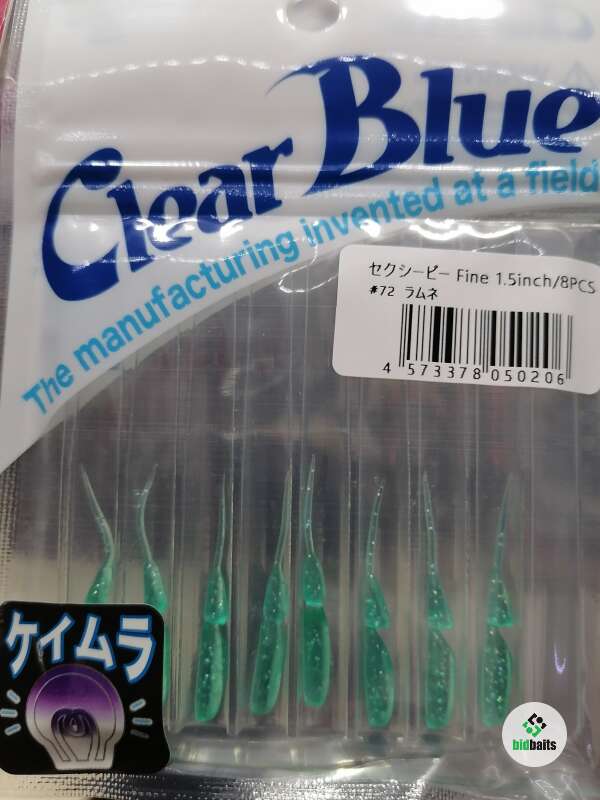 Clear Blue
The manufacturing invented at a field
セクシーピー Fine 1.5inch/8PCS
#72 ラムネ
4 573378 050206
ケイムラ
bidbaits